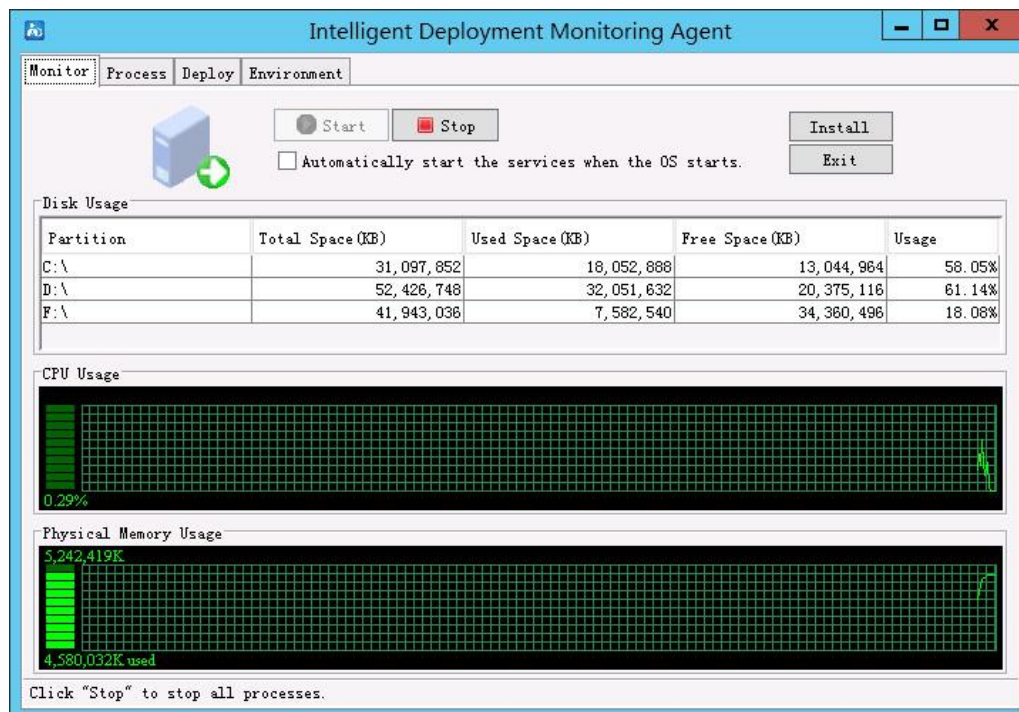 Intelligent Deployment Monitoring Agent
Monitor Process Deploy Environment
Start Stop Install
Automatically start the services when the OS starts. Exit
Disk Usage
Partition Total Space(KB) Used Space(KB) Free Space(KB) Usage
C:\ 31,097,852 18,052,888 13,044,964 58.05%
D:\ 52,426,748 32,051,632 20,375,116 61.14%
F:\ 41,943,036 7,582,540 34,360,496 18.08%
CPU Usage
0.29%
Physical Memory Usage
5,242,419K
4,580,032K used
Click "Stop" to stop all processes.